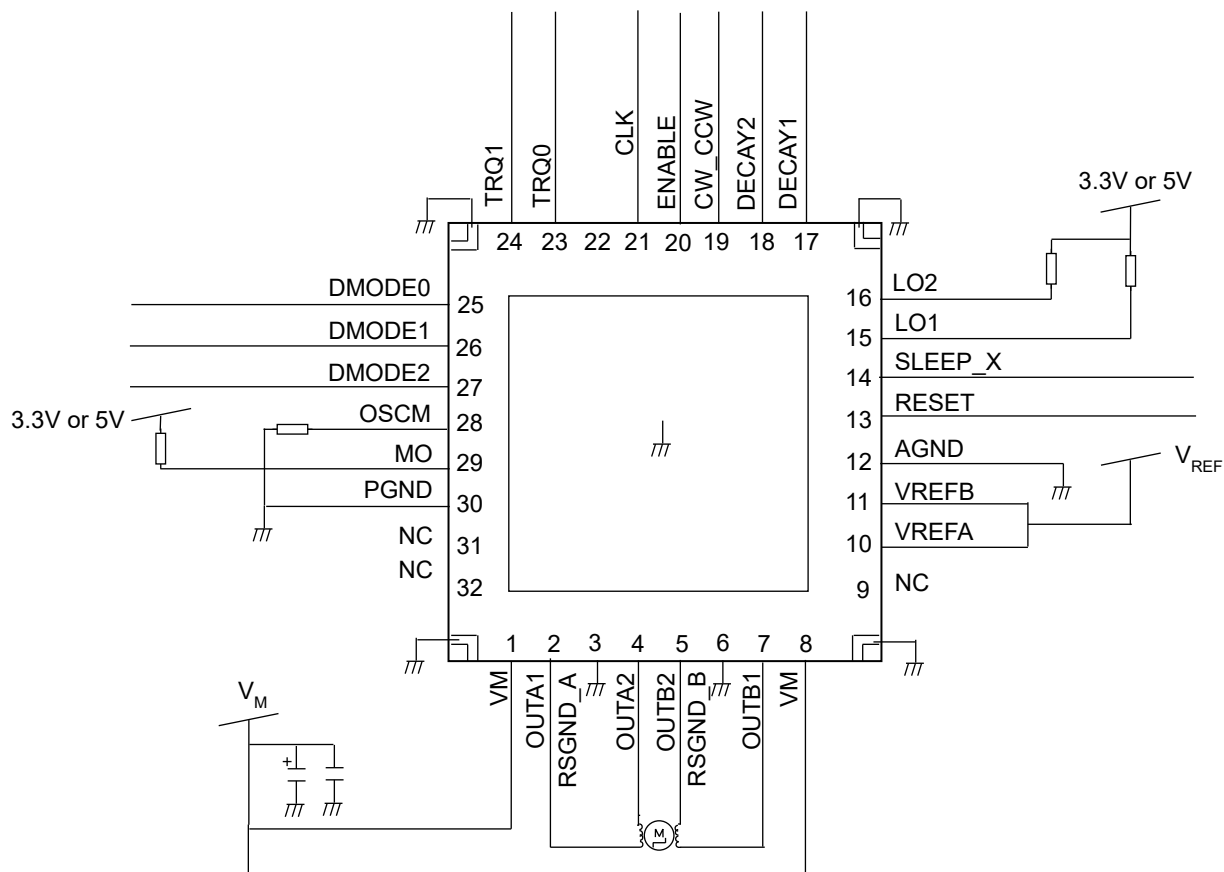 TRQ1
TRQ0
CLK
ENABLE
CW_CCW
DECAY2
DECAY1
24 23 22 21 20 19 18 17
3.3V or 5V
DMODE0 25
DMODE1 26
DMODE2 27
3.3V or 5V
OSCM 28
MO 29
PGND 30
NC 31
NC 32
16 LO2
15 LO1
14 SLEEP_X
13 RESET
12 AGND
VREF
11 VREFB
10 VREFA
9 NC
1 2 3 4 5 6 7 8
VM
OUTA1
RSGND_A
OUTA2
OUTB2
RSGND_B
OUTB1
VM
VM
+
M